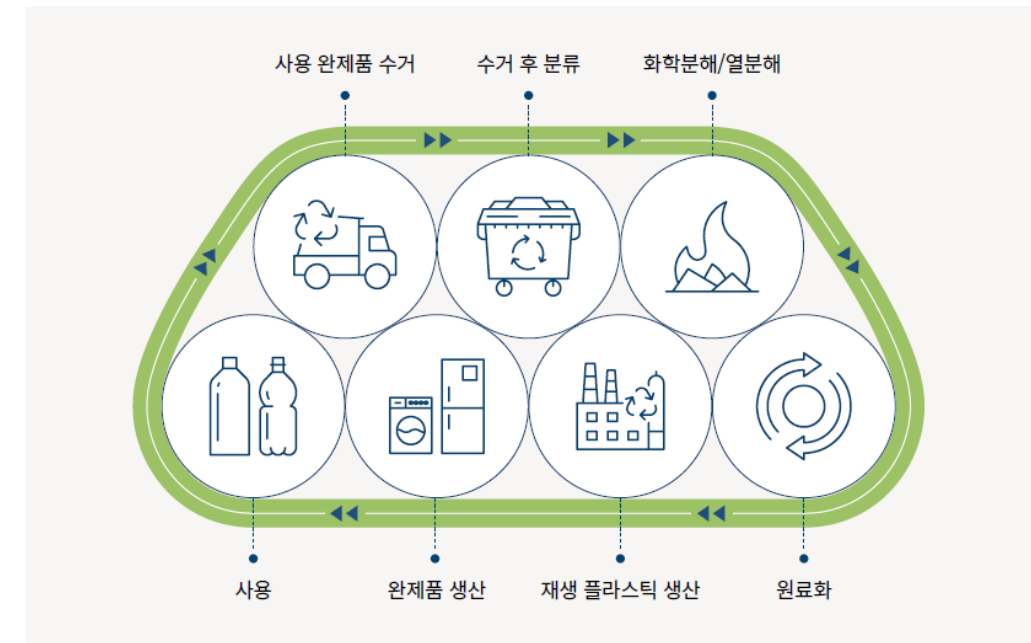 사용 완제품 수거
수거 후 분류
화학분해/열분해
사용
완제품 생산
재생 플라스틱 생산
원료화